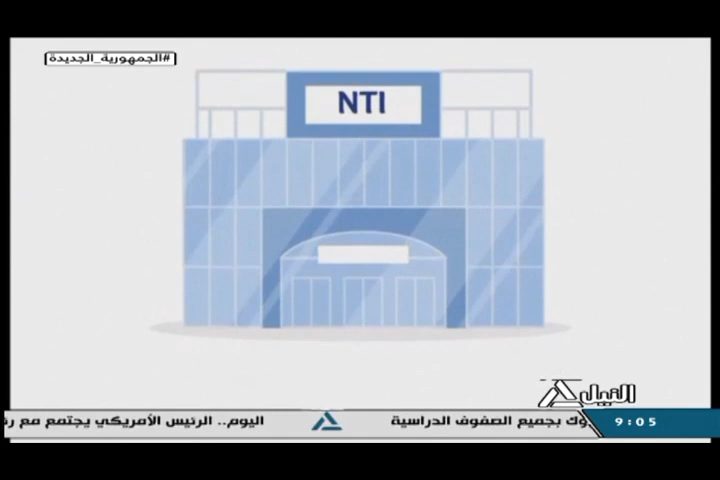 #الجمهورية_الجديدة
NTI
النيل
بجميع الصفوف الدراسية
اليوم.. الرئيس الأمريكي يجتمع مع
9:05